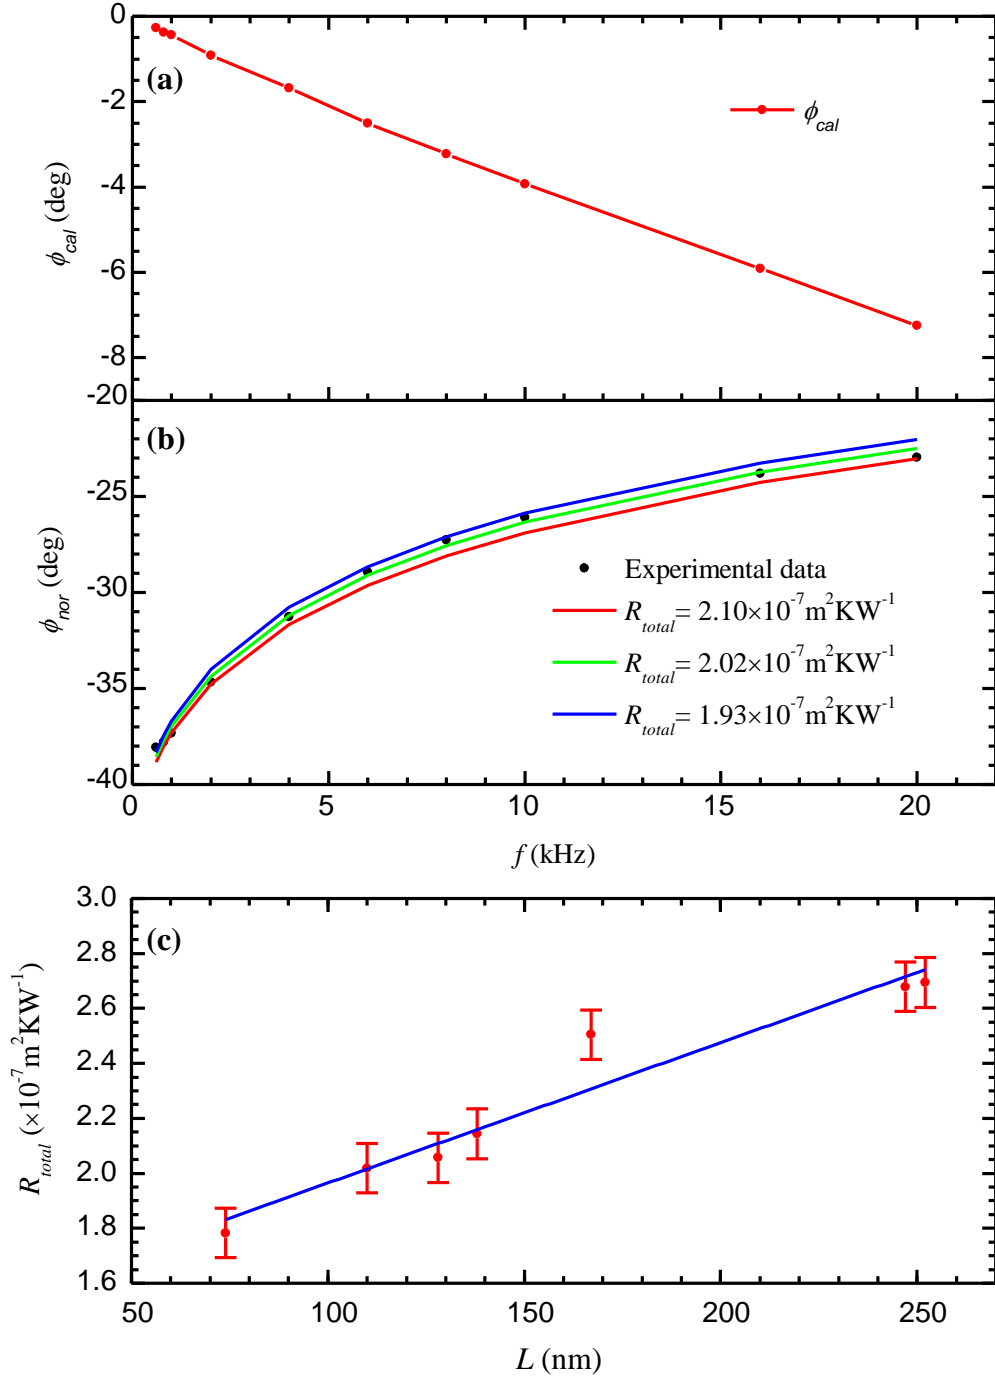 0
(a)
ϕcal
-2
-4
ϕcal (deg)
-6
-8
-20
(b)
-25
-30
ϕnor (deg)
Experimental data
Rtotal= 2.10×10⁻⁷m²KW⁻¹
Rtotal= 2.02×10⁻⁷m²KW⁻¹
Rtotal= 1.93×10⁻⁷m²KW⁻¹
-35
-40
0 5 10 15 20
f (kHz)
3.0
(c)
2.8
2.6
2.4
2.2
2.0
1.8
1.6
Rtotal (×10⁻⁷m²KW⁻¹)
50 100 150 200 250
L (nm)